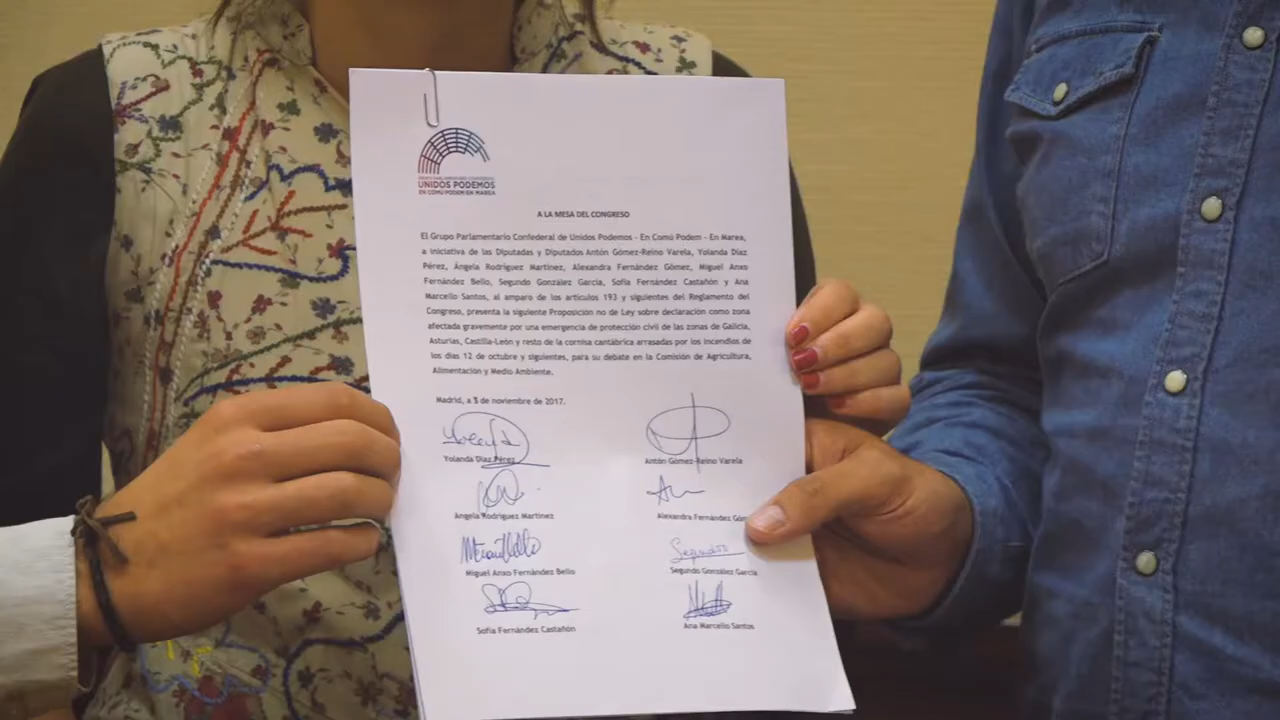 UNIDOS PODEMOS
EN COMÚ PODEM EN MAREA
A LA MESA DEL CONGRESO
El Grupo Parlamentario Confederal de Unidos Podemos - En Comú Podem - En Marea,
a iniciativa de las Diputadas y Diputados Antón Gómez-Reino Varela, Yolanda Díaz
Pérez, Ángela Rodríguez Martínez, Alexandra Fernández Gómez, Miguel Anxo
Fernández Bello, Segundo González García, Sofía Fernández Castañón y Ana
Marcello Santos, al amparo de los artículos 193 y siguientes del Reglamento del
Congreso, presenta la siguiente Proposición no de Ley sobre declaración como zona
afectada gravemente por una emergencia de protección civil de las zonas de Galicia,
Asturias, Castilla-León y resto de la cornisa cantábrica arrasadas por los incendios de
los días 12 de octubre y siguientes, para su debate en la Comisión de Agricultura,
Alimentación y Medio Ambiente.
Madrid, a 3 de noviembre de 2017.
Yolanda Díaz Pérez
Antón Gómez-Reino Varela
Ángela Rodríguez Martínez
Alexandra Fernández
Miguel Anxo Fernández Bello
Segundo González García
Sofía Fernández Castañón
Ana Marcello Santos